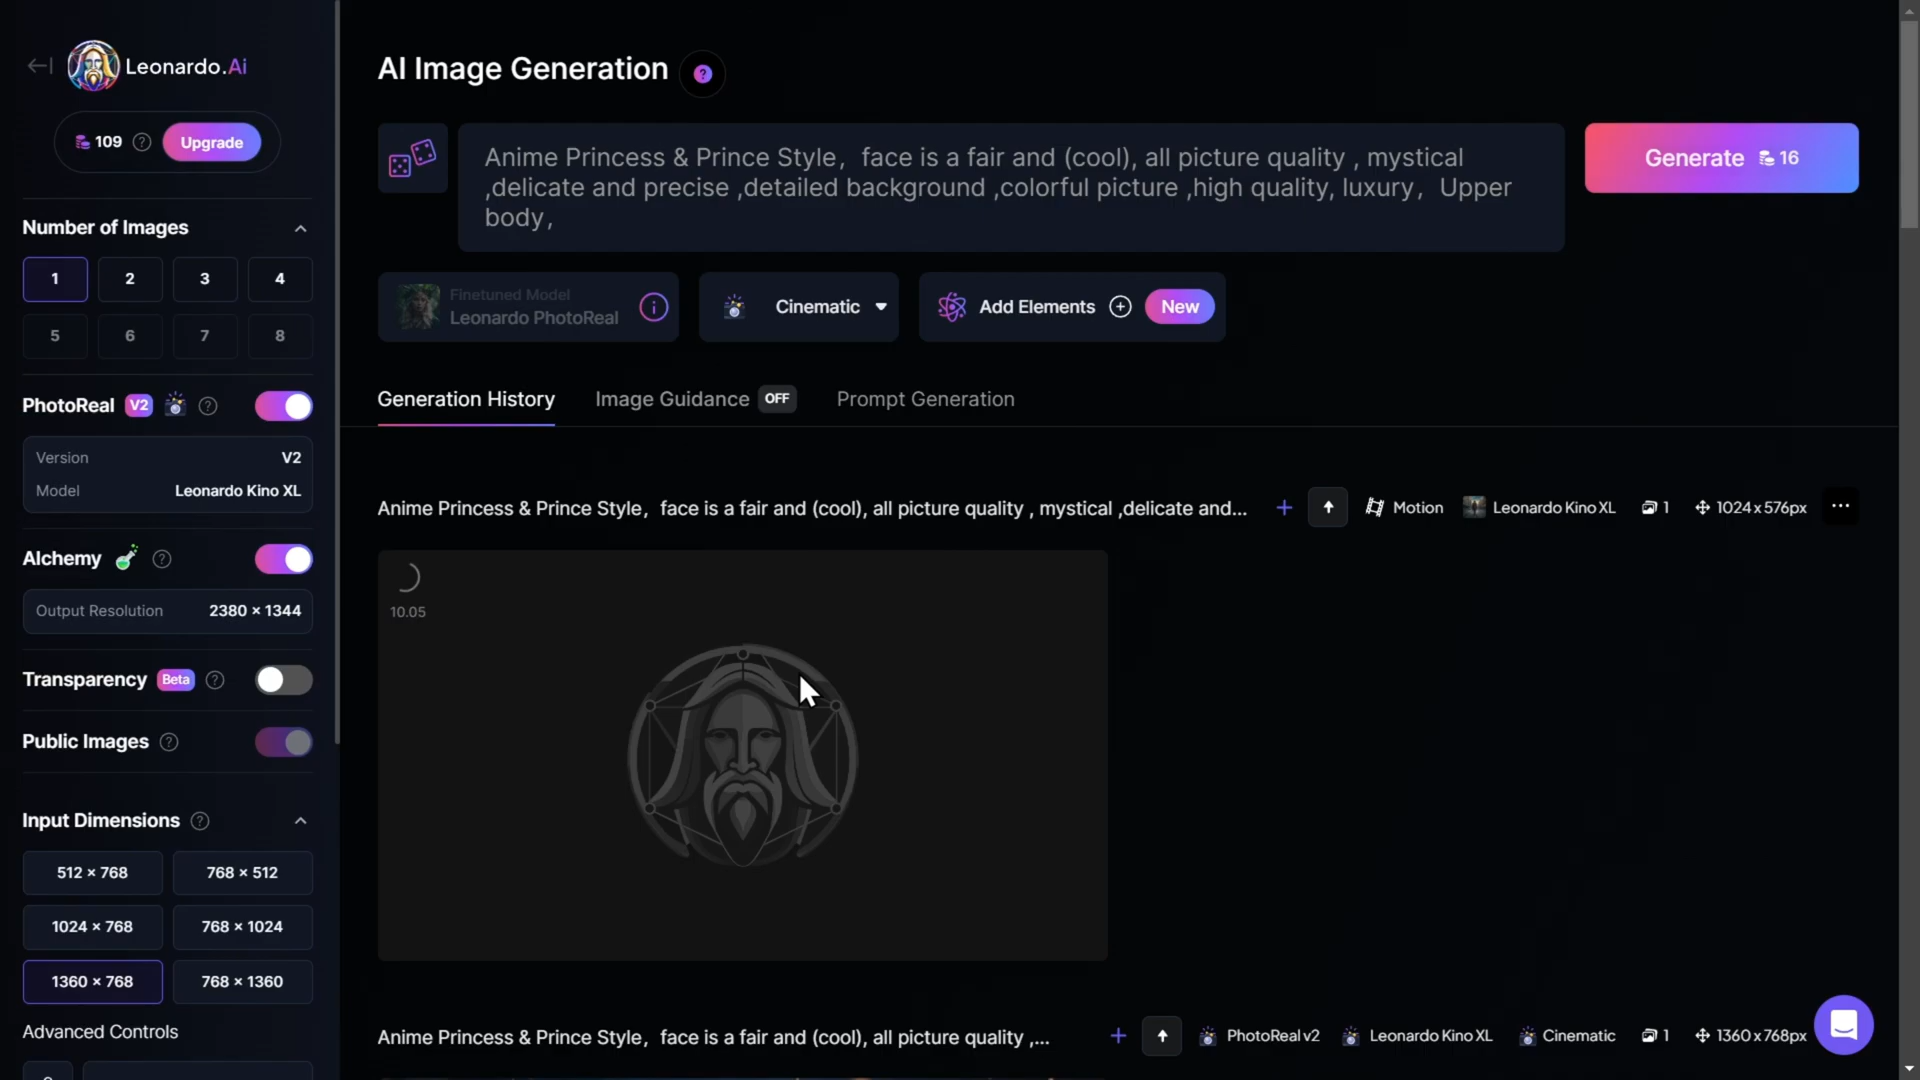 Leonardo.Ai
109 ? Upgrade
Number of Images
1 2 3 4
5 6 7 8
PhotoReal V2 ?
Version V2
Model Leonardo Kino XL
Alchemy ?
Output Resolution 2380 × 1344
Transparency Beta ?
Public Images ?
Input Dimensions ?
512 × 768 768 × 512
1024 × 768 768 × 1024
1360 × 768 768 × 1360
Advanced Controls
AI Image Generation ?
Anime Princess & Prince Style，face is a fair and (cool), all picture quality , mystical
,delicate and precise ,detailed background ,colorful picture ,high quality, luxury，Upper
body，
Generate 16
Finetuned Model
Leonardo PhotoReal
Cinematic
Add Elements New
Generation History Image Guidance OFF Prompt Generation
Anime Princess & Prince Style，face is a fair and (cool), all picture quality , mystical ,delicate and... Motion Leonardo Kino XL 1 1024 x 576px
10.05
Anime Princess & Prince Style，face is a fair and (cool), all picture quality ,... PhotoReal v2 Leonardo Kino XL Cinematic 1 1360 x 768px